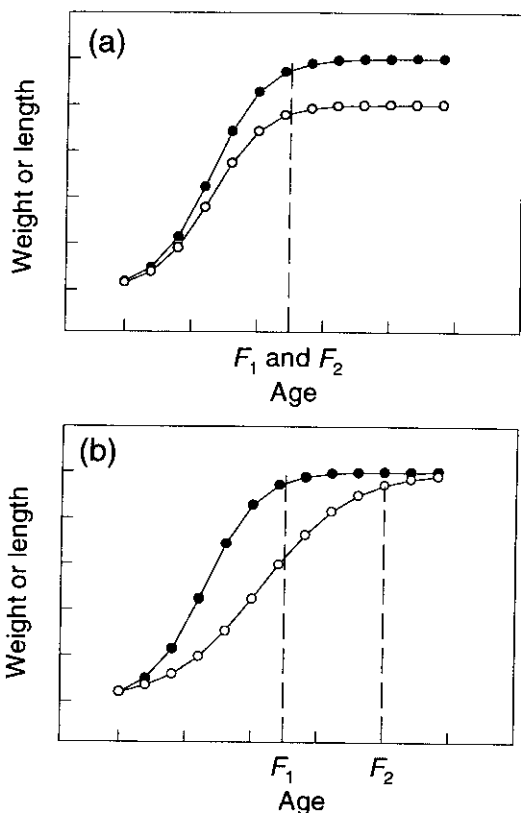 (a)
Weight or length
F₁ and F₂
Age
(b)
Weight or length
F₁ F₂
Age